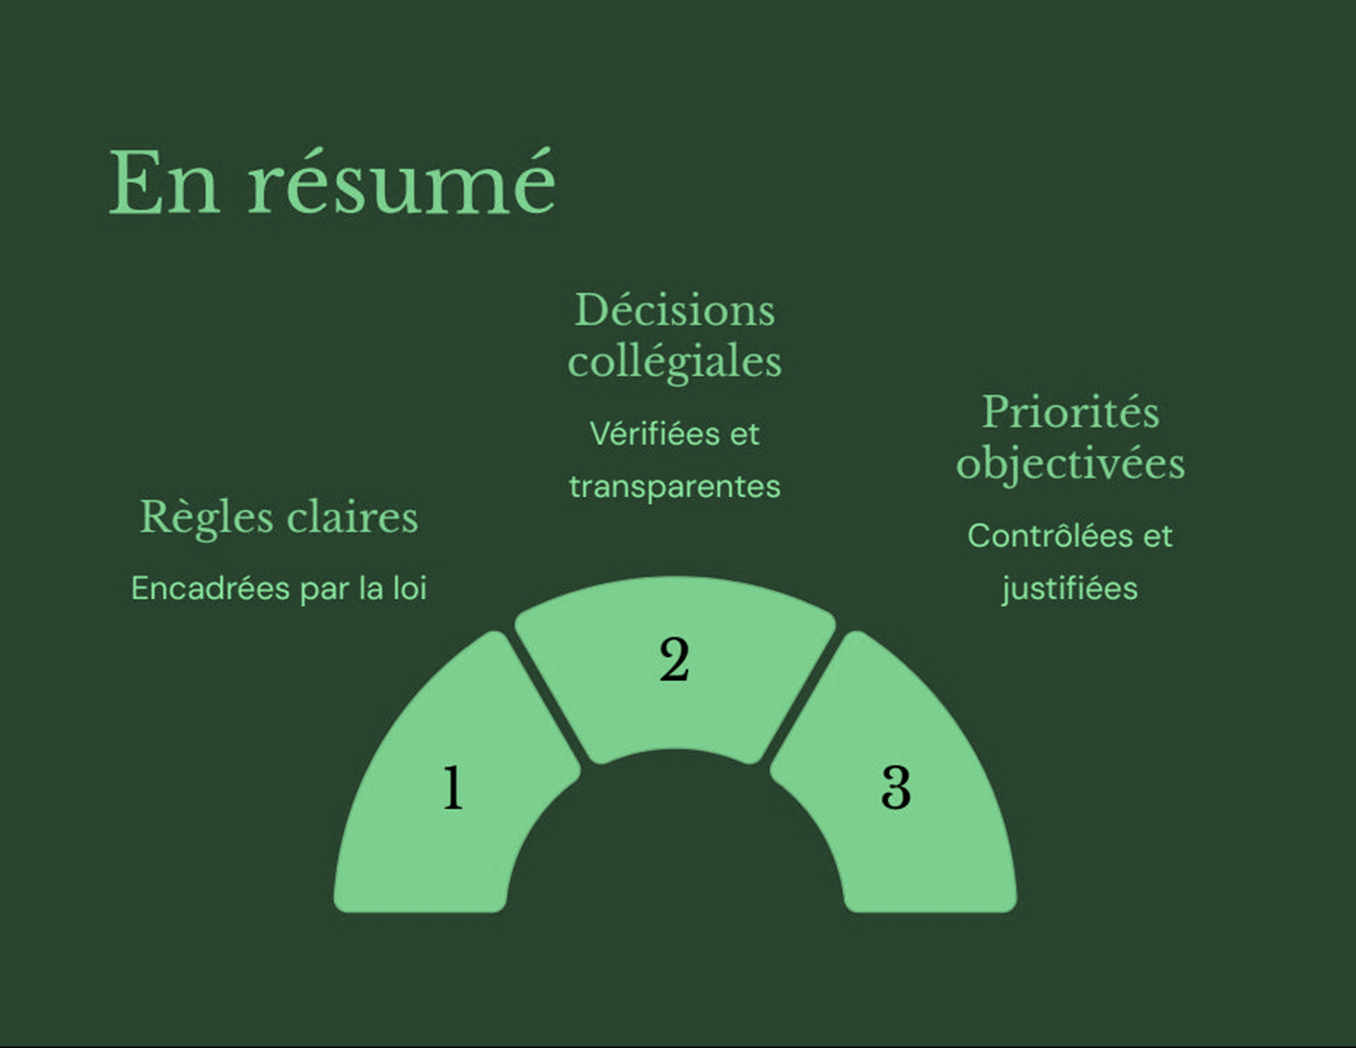 En résumé
Règles claires
Encadrées par la loi
Décisions
collégiales
Vérifiées et
transparentes
Priorités
objectivées
Contrôlées et
justifiées
1
2
3